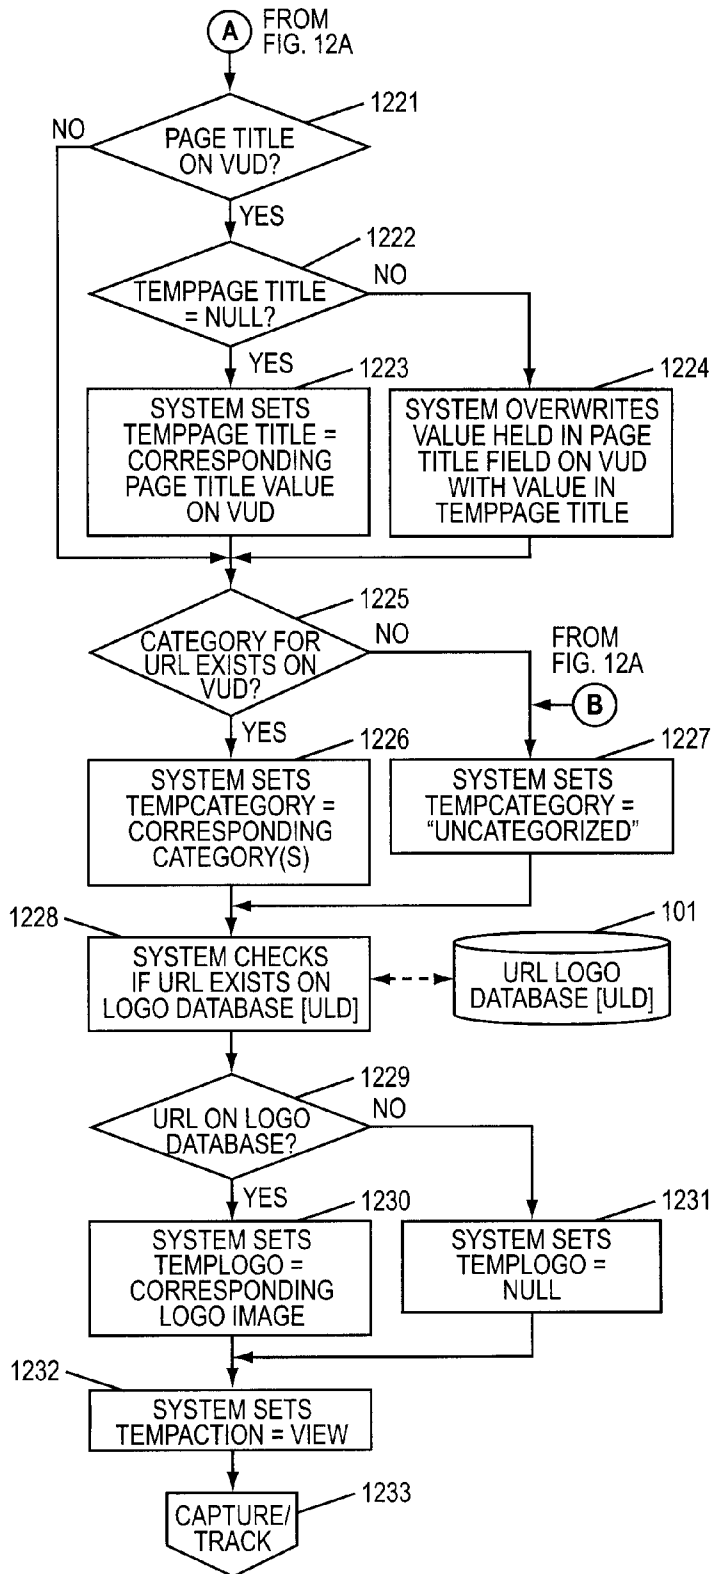 A
FROM
FIG. 12A
1221
NO
PAGE TITLE
ON VUD?
YES
1222
NO
TEMPPAGE TITLE
= NULL?
YES
1223
1224
SYSTEM SETS
TEMPPAGE TITLE =
CORRESPONDING
PAGE TITLE VALUE
ON VUD
SYSTEM OVERWRITES
VALUE HELD IN PAGE
TITLE FIELD ON VUD
WITH VALUE IN
TEMPPAGE TITLE
1225
NO
CATEGORY FOR
URL EXISTS ON
VUD?
FROM
FIG. 12A
B
YES
1226
1227
SYSTEM SETS
TEMPCATEGORY =
CORRESPONDING
CATEGORY(S)
SYSTEM SETS
TEMPCATEGORY =
“UNCATEGORIZED”
1228
101
SYSTEM CHECKS
IF URL EXISTS ON
LOGO DATABASE [ULD]
URL LOGO
DATABASE [ULD]
1229
NO
URL ON LOGO
DATABASE?
YES
1230
1231
SYSTEM SETS
TEMPLOGO =
CORRESPONDING
LOGO IMAGE
SYSTEM SETS
TEMPLOGO =
NULL
1232
SYSTEM SETS
TEMPACTION = VIEW
1233
CAPTURE/
TRACK